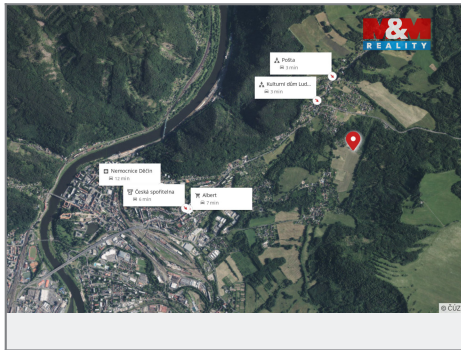 M&M
REALITY
Pošta
3 min
Kulturní dům Lud...
3 min
Nemocnice Děčín
12 min
Česká spořitelna
6 min
Albert
7 min
© ČÚZ